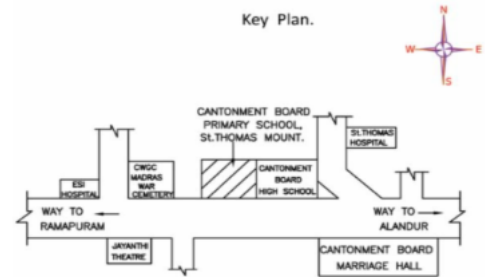 Key Plan.
N
W
E
S
CANTONMENT BOARD
PRIMARY SCHOOL,
St.THOMAS MOUNT.
St.THOMAS
HOSPITAL
CWGC
MADRAS
WAR
CEMETERY
CANTONMENT
BOARD
HIGH SCHOOL
ESI
HOSPITAL
WAY TO
RAMAPURAM
WAY TO
ALANDUR
JAYANTHI
THEATRE
CANTONMENT BOARD
MARRIAGE HALL